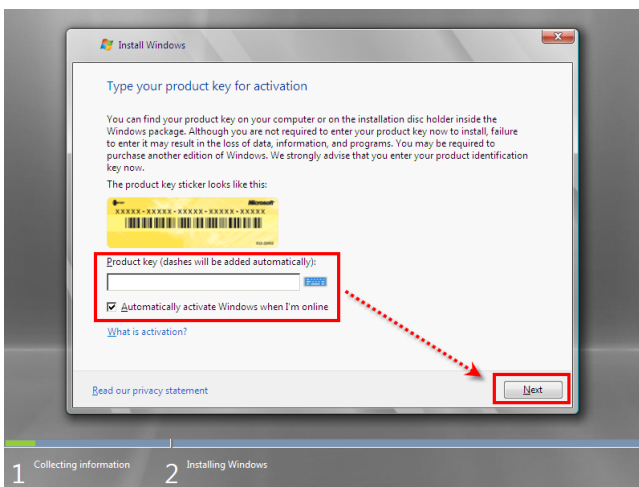 Install Windows
Type your product key for activation
You can find your product key on your computer or on the installation disc holder inside the
Windows package. Although you are not required to enter your product key now to install, failure
to enter it may result in the loss of data, information, and programs. You may be required to
purchase another edition of Windows. We strongly advise that you enter your product identification
key now.
The product key sticker looks like this:
Microsoft
XXXXX-XXXXX-XXXXX-XXXXX-XXXXX
Product key (dashes will be added automatically):
Automatically activate Windows when I'm online
What is activation?
Read our privacy statement
Next
1 Collecting information
2 Installing Windows